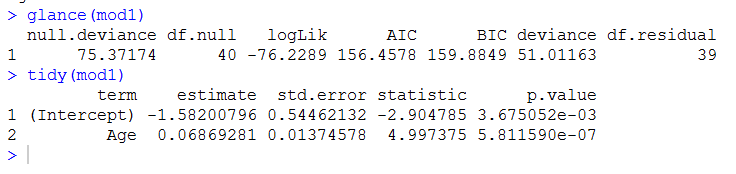 > glance(mod1)
  null.deviance df.null   logLik      AIC      BIC deviance df.residual
1      75.37174      40 -76.2289 156.4578 159.8849 51.01163          39
> tidy(mod1)
         term    estimate  std.error statistic      p.value
1 (Intercept) -1.58200796 0.54462132 -2.904785 3.675052e-03
2         Age  0.06869281 0.01374578  4.997375 5.811590e-07
>